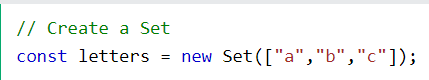 // Create a Set
const letters = new Set(["a","b","c"]);